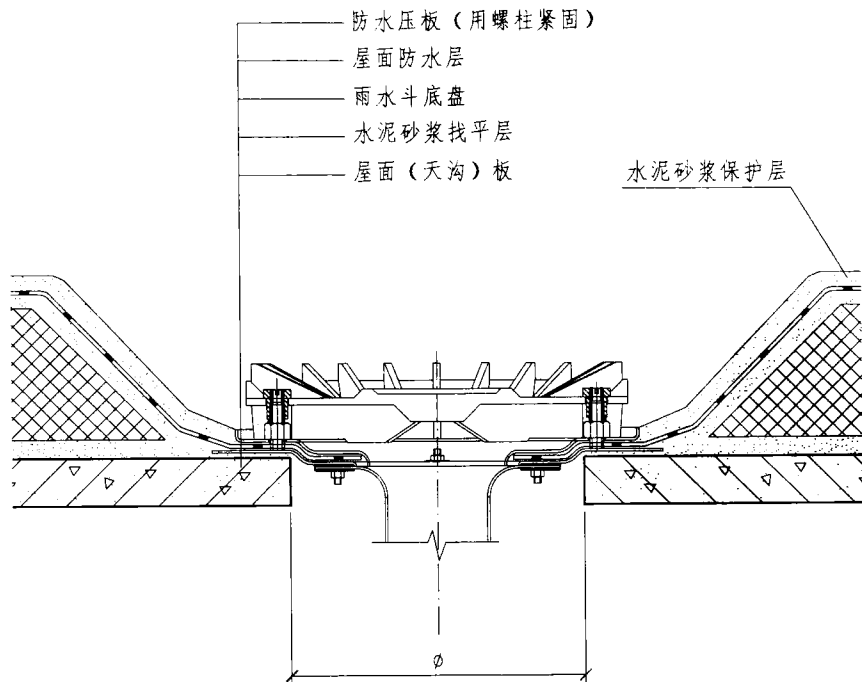 防水压板（用螺柱紧固）
屋面防水层
雨水斗底盘
水泥砂浆找平层
屋面（天沟）板
水泥砂浆保护层
ø